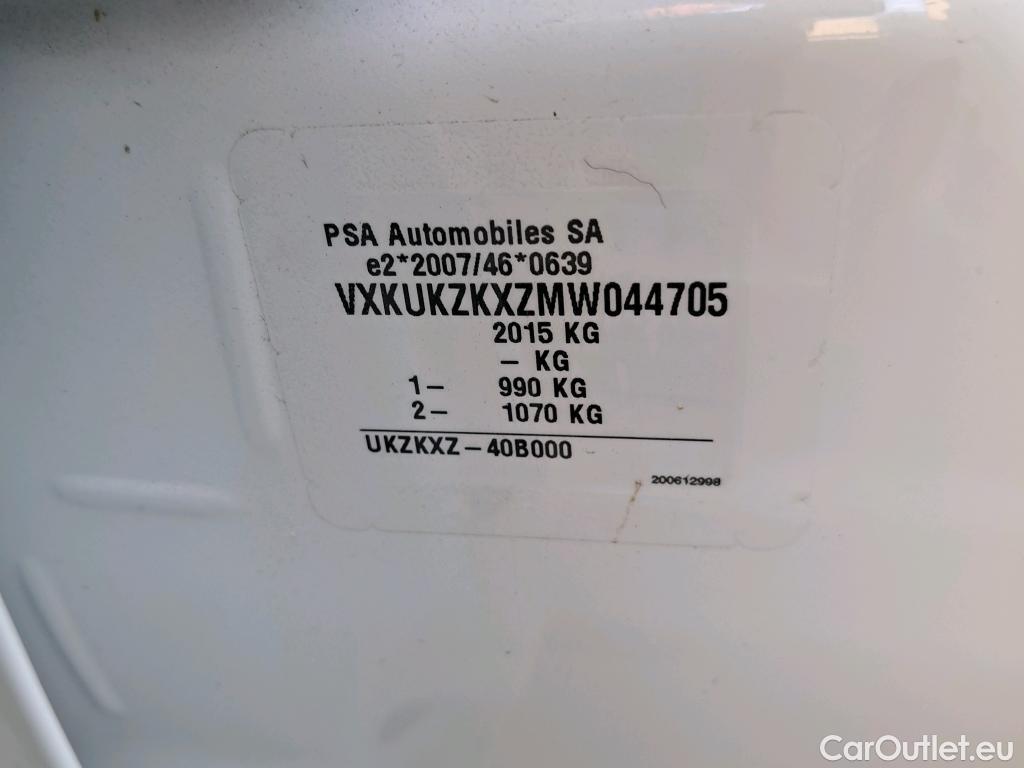 PSA Automobiles SA
e2*2007/46*0639
VXKUKZKXZMW044705
2015 KG
– KG
1– 990 KG
2– 1070 KG
UKZKXZ–40B000
200612998
CarOutlet.eu